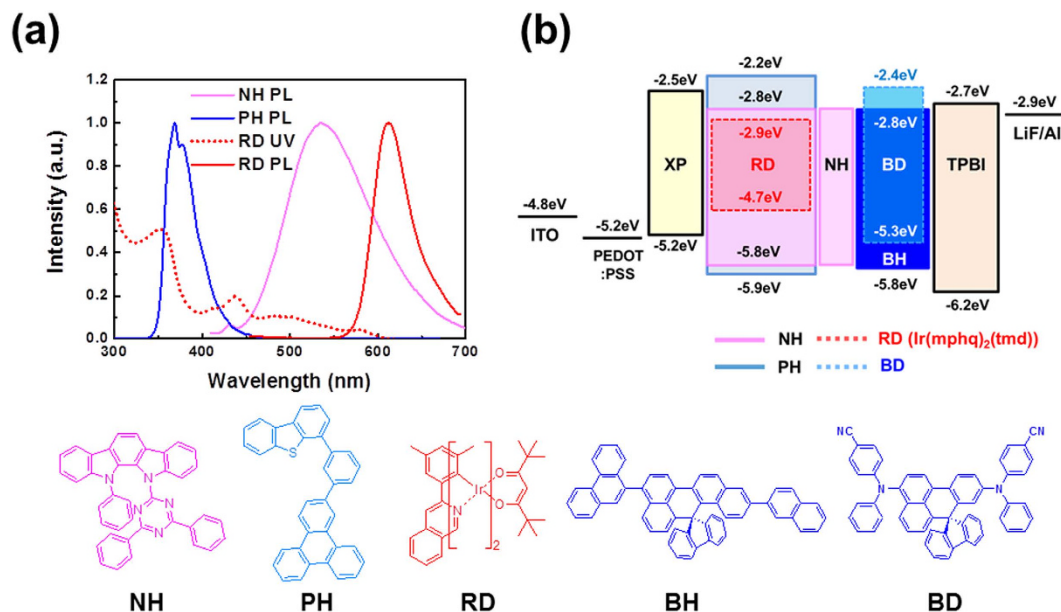 (a)
1.2
1.0
0.8
0.6
0.4
0.2
0.0
Intensity (a.u.)
NH PL
PH PL
RD UV
RD PL
300 400 500 600 700
Wavelength (nm)
(b)
-2.2eV
-2.5eV
-2.8eV
-2.4eV
-2.7eV
-2.9eV
-2.9eV
-2.8eV
LiF/Al
XP
RD
NH
BD
TPBI
-4.8eV
-4.7eV
ITO
-5.2eV
-5.2eV
-5.3eV
PEDOT
:PSS
-5.8eV
BH
-5.9eV
-5.8eV
-6.2eV
NH
RD (Ir(mphq)2(tmd))
PH
BD
N N
N N
N
S
Ir
O
O
N
2
NC
CN
N
N
NH
PH
RD
BH
BD